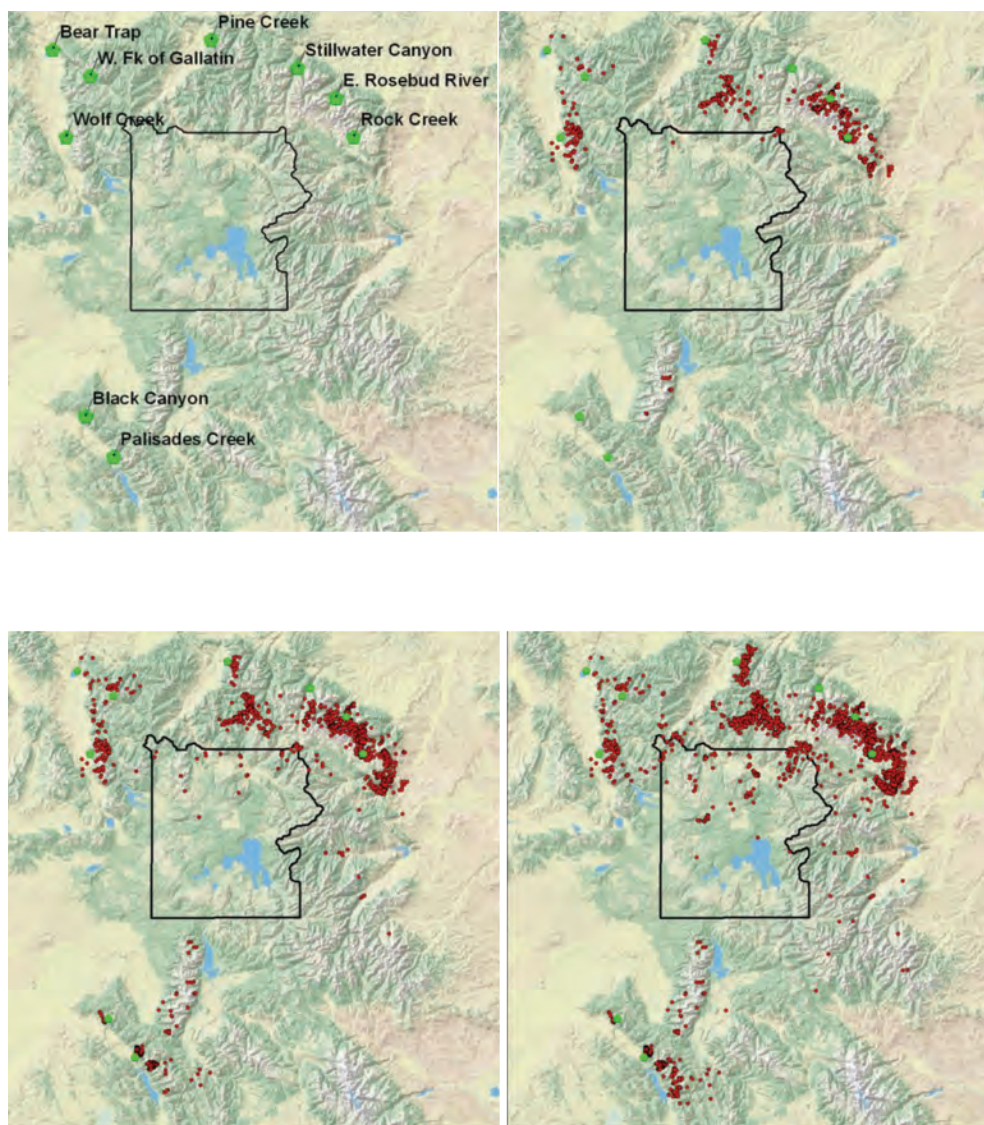 Pine Creek
Bear Trap
Stillwater Canyon
W. Fk of Gallatin
E. Rosebud River
Wolf Creek
Rock Creek
Black Canyon
Palisades Creek